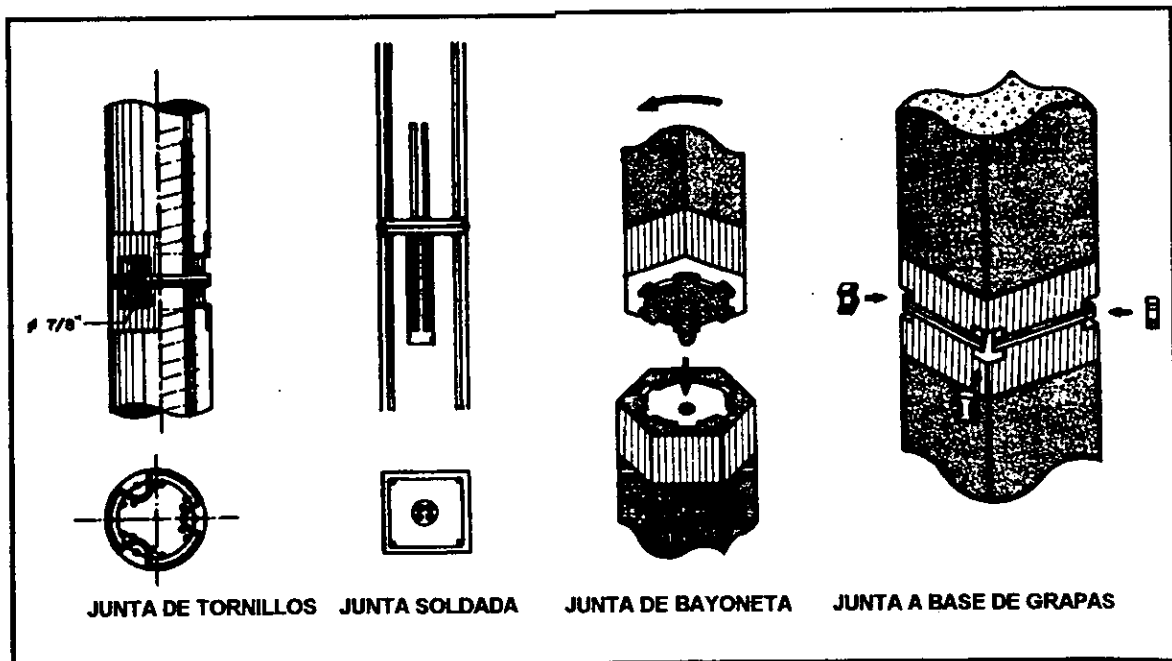 ø 7/8"
JUNTA DE TORNILLOS
JUNTA SOLDADA
JUNTA DE BAYONETA
JUNTA A BASE DE GRAPAS